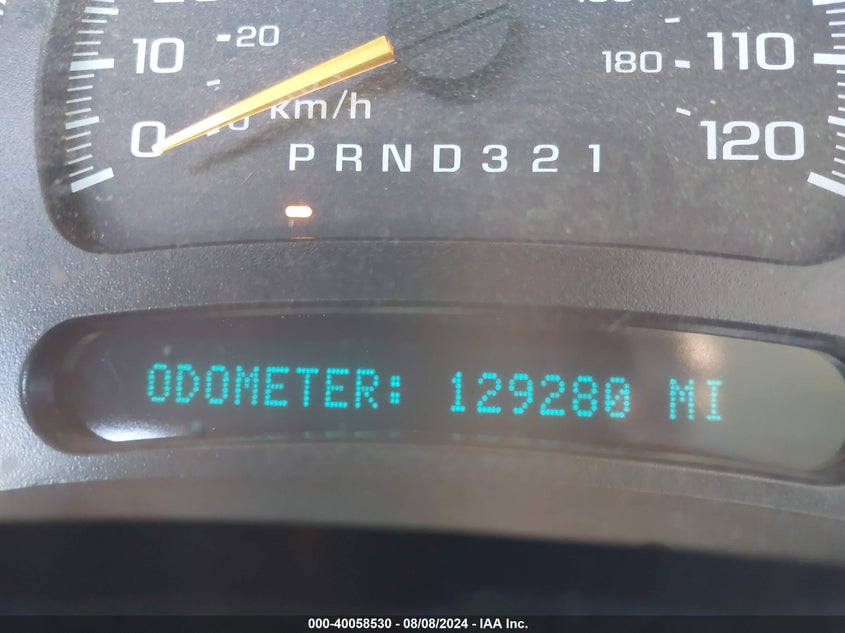 10 20 180 110
0 km/h 120
PRND321
ODOMETER: 129280 MI
000-40058530 - 08/08/2024 - IAA Inc.